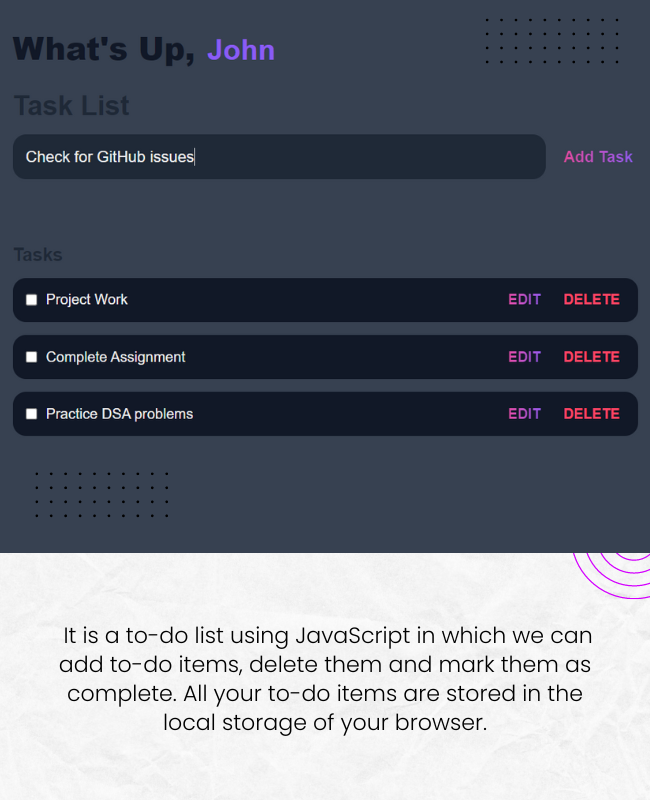 What's Up, John
Task List
Check for GitHub issues
Add Task
Tasks
Project Work EDIT DELETE
Complete Assignment EDIT DELETE
Practice DSA problems EDIT DELETE
It is a to-do list using JavaScript in which we can
add to-do items, delete them and mark them as
complete. All your to-do items are stored in the
local storage of your browser.